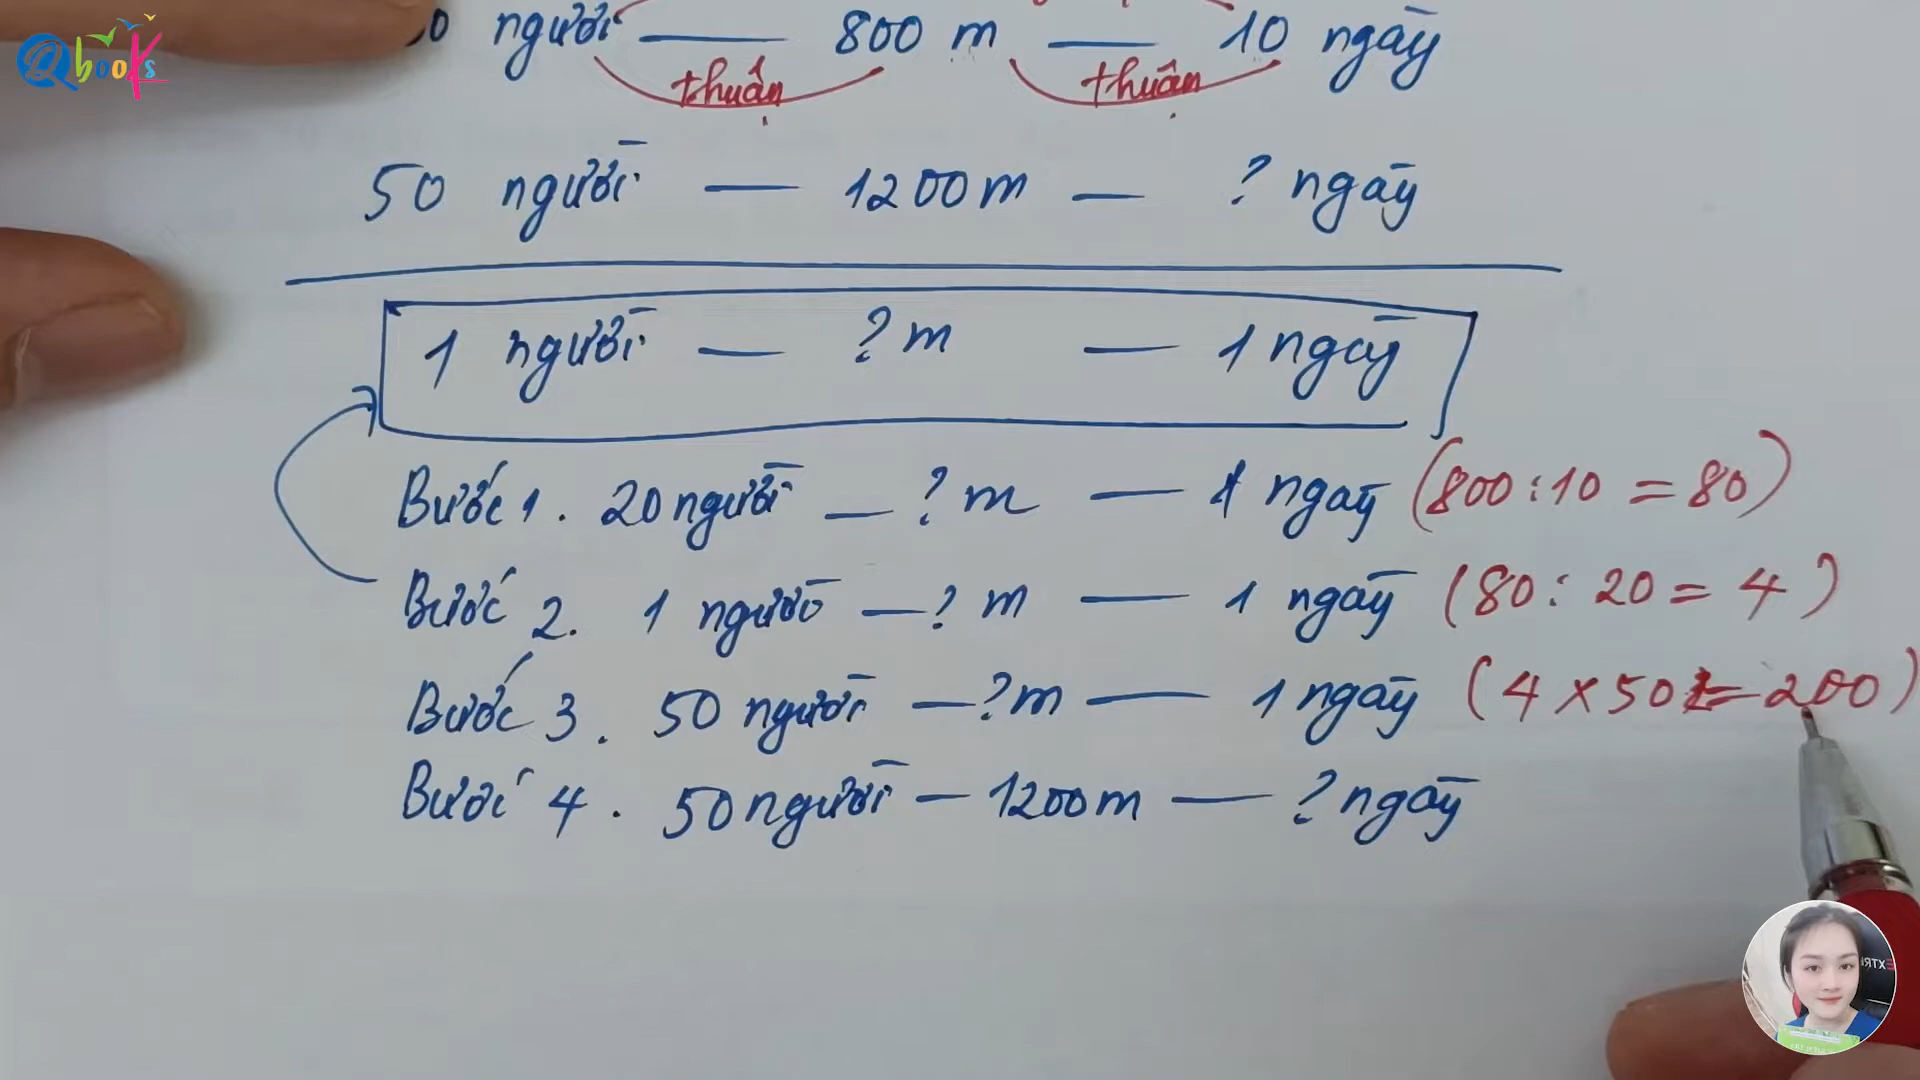 Qbooks
0 người — 800 m — 10 ngày
thuận thuận
50 người — 1200m — ? ngày
1 người — ? m — 1 ngày
Bước 1. 20 người — ? m — 1 ngày (800 : 10 = 80)
Bước 2. 1 người — ? m — 1 ngày (80 : 20 = 4)
Bước 3. 50 người — ? m — 1 ngày (4 x 50 = 200)
Bước 4. 50 người — 1200m — ? ngày